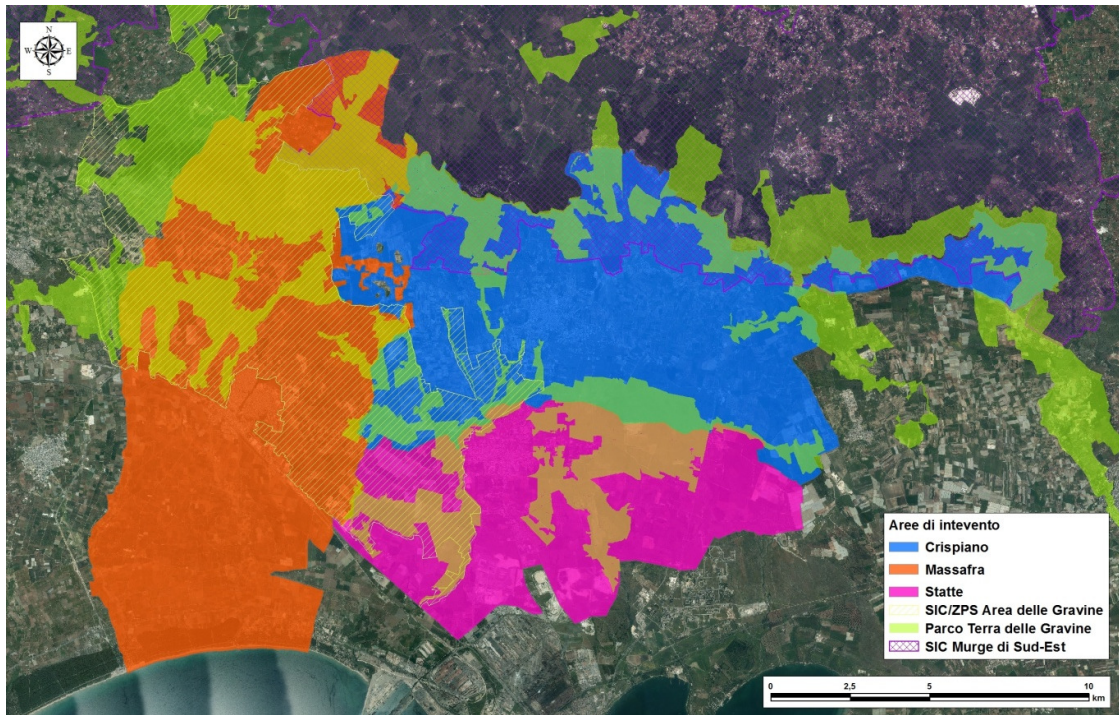 N
W E
S
Aree di intevento
Crispiano
Massafra
Statte
SIC/ZPS Area delle Gravine
Parco Terra delle Gravine
SIC Murge di Sud-Est
0 2,5 5 10
km